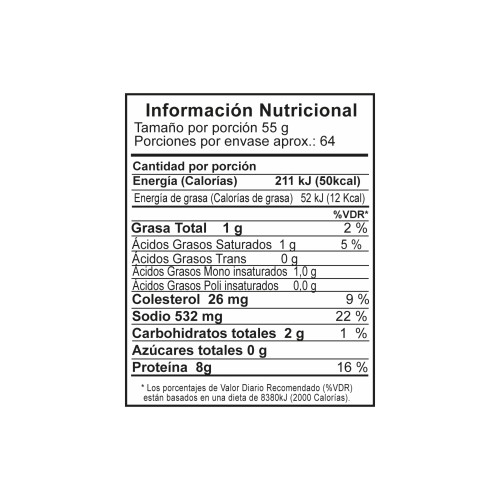 Información Nutricional
Tamaño por porción 55 g
Porciones por envase aprox.: 64
Cantidad por porción
Energía (Calorías) 211 kJ (50kcal)
Energía de grasa (Calorías de grasa) 52 kJ (12 Kcal)
%VDR*
Grasa Total 1 g 2 %
Ácidos Grasos Saturados 1 g 5 %
Ácidos Grasos Trans 0 g
Ácidos Grasos Mono insaturados 1,0 g
Ácidos Grasos Poli insaturados 0,0 g
Colesterol 26 mg 9 %
Sodio 532 mg 22 %
Carbohidratos totales 2 g 1 %
Azúcares totales 0 g
Proteína 8g 16 %
* Los porcentajes de Valor Diario Recomendado (%VDR)
están basados en una dieta de 8380kJ (2000 Calorías).